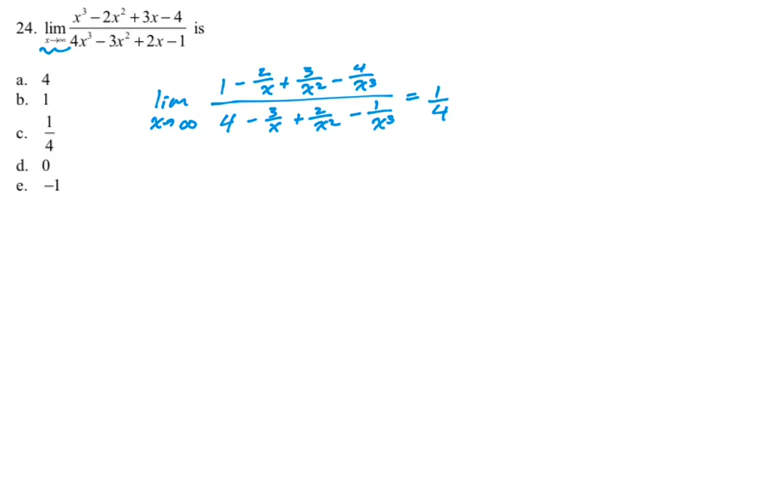 24. lim x→∞ (x³ − 2x² + 3x − 4)/(4x³ − 3x² + 2x − 1) is
a. 4
b. 1
c. 1/4
d. 0
e. −1
lim x→∞ (1 − 2/x + 3/x² − 4/x³)/(4 − 3/x + 2/x² − 1/x³) = 1/4